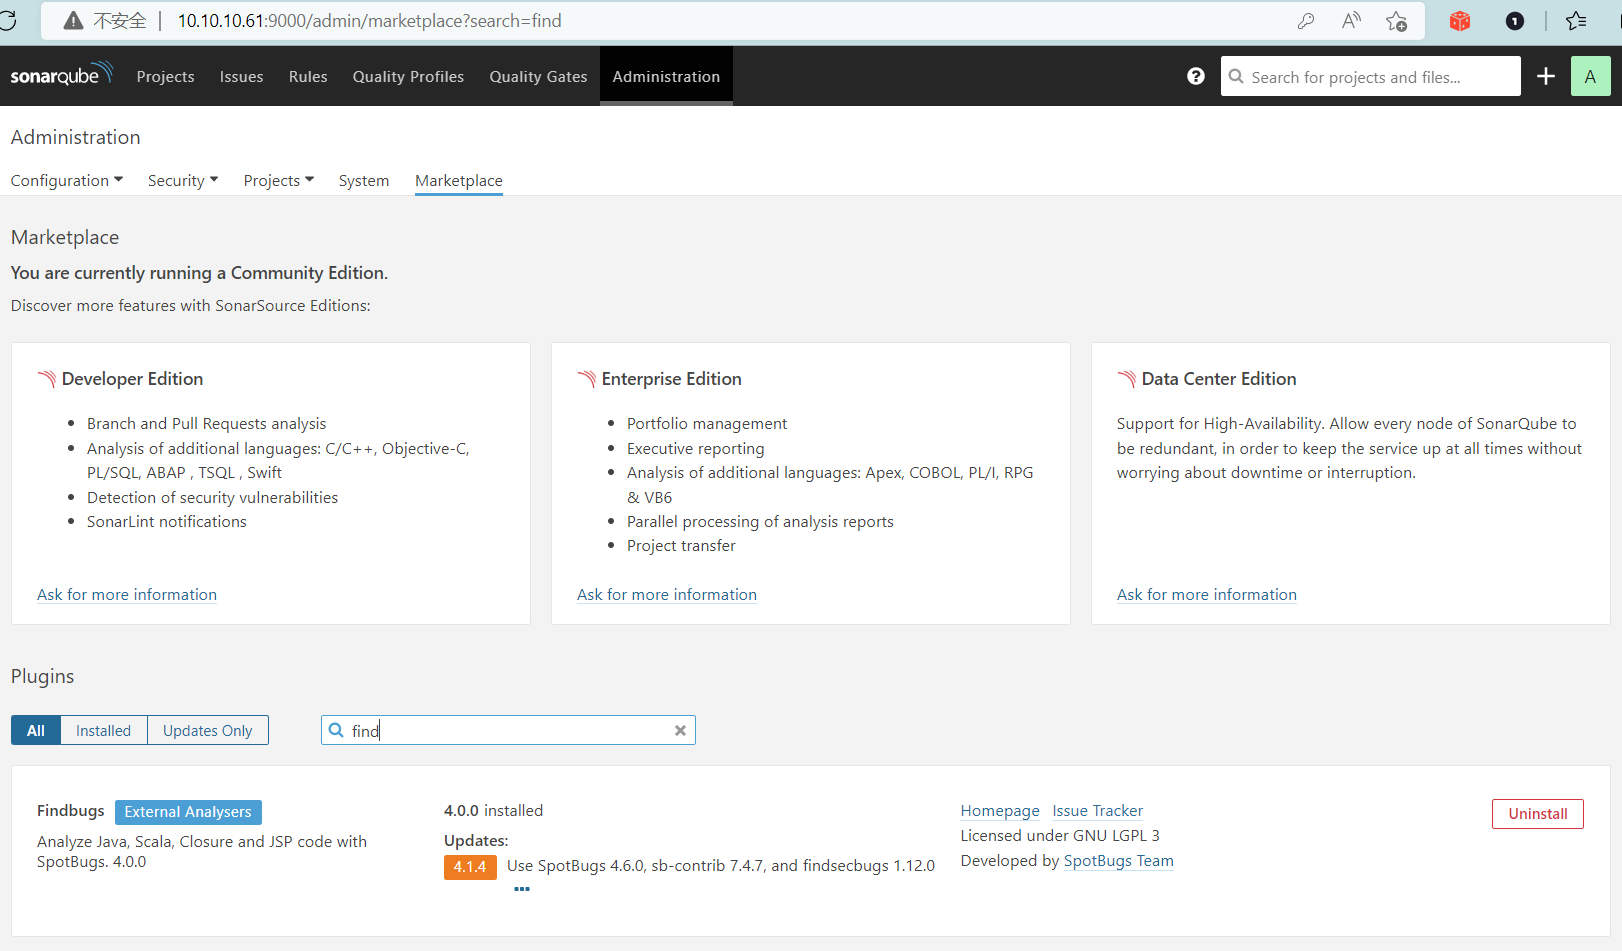 不安全 10.10.10.61:9000/admin/marketplace?search=find
sonarqube Projects Issues Rules Quality Profiles Quality Gates Administration Search for projects and files... A
Administration
Configuration Security Projects System Marketplace
Marketplace
You are currently running a Community Edition.
Discover more features with SonarSource Editions:
Developer Edition
Branch and Pull Requests analysis
Analysis of additional languages: C/C++, Objective-C,
PL/SQL, ABAP , TSQL , Swift
Detection of security vulnerabilities
SonarLint notifications
Ask for more information
Enterprise Edition
Portfolio management
Executive reporting
Analysis of additional languages: Apex, COBOL, PL/I, RPG
& VB6
Parallel processing of analysis reports
Project transfer
Ask for more information
Data Center Edition
Support for High-Availability. Allow every node of SonarQube to
be redundant, in order to keep the service up at all times without
worrying about downtime or interruption.
Ask for more information
Plugins
All Installed Updates Only find
Findbugs External Analysers
Analyze Java, Scala, Closure and JSP code with
SpotBugs. 4.0.0
4.0.0 installed
Updates:
4.1.4 Use SpotBugs 4.6.0, sb-contrib 7.4.7, and findsecbugs 1.12.0
...
Homepage Issue Tracker
Licensed under GNU LGPL 3
Developed by SpotBugs Team
Uninstall